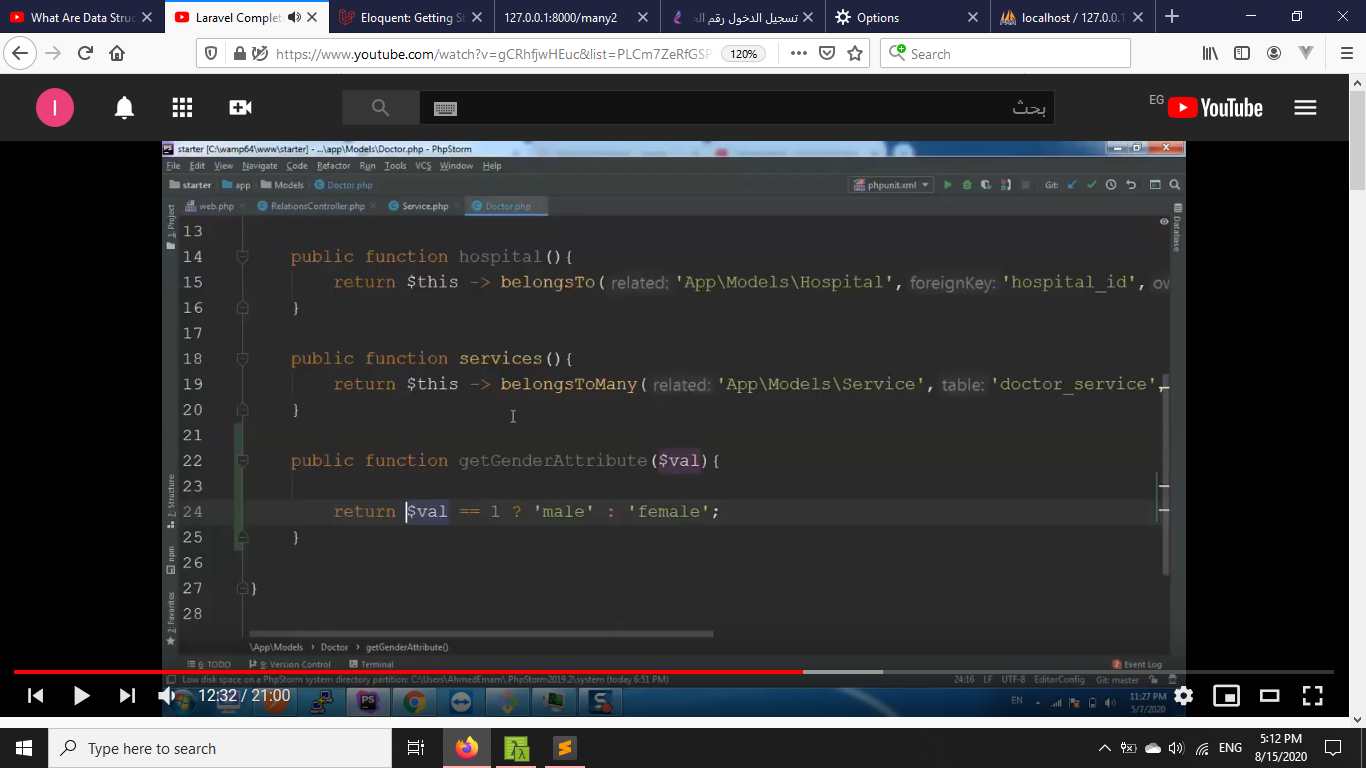 What Are Data Struc
Laravel Complet
Eloquent: Getting St
127.0.0.1:8000/many2
تسجيل الدخول رقم ال
Options
localhost / 127.0.0.1
https://www.youtube.com/watch?v=gCRhfjwHEuc&list=PLCm7ZeRfGSP
120%
Search
I
بحث
EG
YouTube
starter [C:\wamp64\www\starter] - ...\app\Models\Doctor.php - PhpStorm
File Edit View Navigate Code Refactor Run Tools VCS Window Help
starter app Models Doctor.php
phpunit.xml
Git:
web.php RelationsController.php Service.php Doctor.php
1: Project
Database
13
14 public function hospital(){
15 return $this -> belongsTo( related: 'App\Models\Hospital', foreignKey: 'hospital_id', ow
16 }
17
18 public function services(){
19 return $this -> belongsToMany( related: 'App\Models\Service', table: 'doctor_service',
20 }
21
22 public function getGenderAttribute($val){
23
24 return $val == 1 ? 'male' : 'female';
25 }
26
27 }
28
Z: Structure
npm
2: Favorites
\App\Models › Doctor › getGenderAttribute()
6: TODO 9: Version Control Terminal
2 Event Log
Low disk space on a PhpStorm system directory partition: C:\Users\AhmedEmam\.PhpStorm2019.2\system (today 6:51 PM)
24:16 LF UTF-8 EditorConfig Git: master
12:32 / 21:00
EN
11:27 PM
5/7/2020
Type here to search
ENG
5:12 PM
8/15/2020